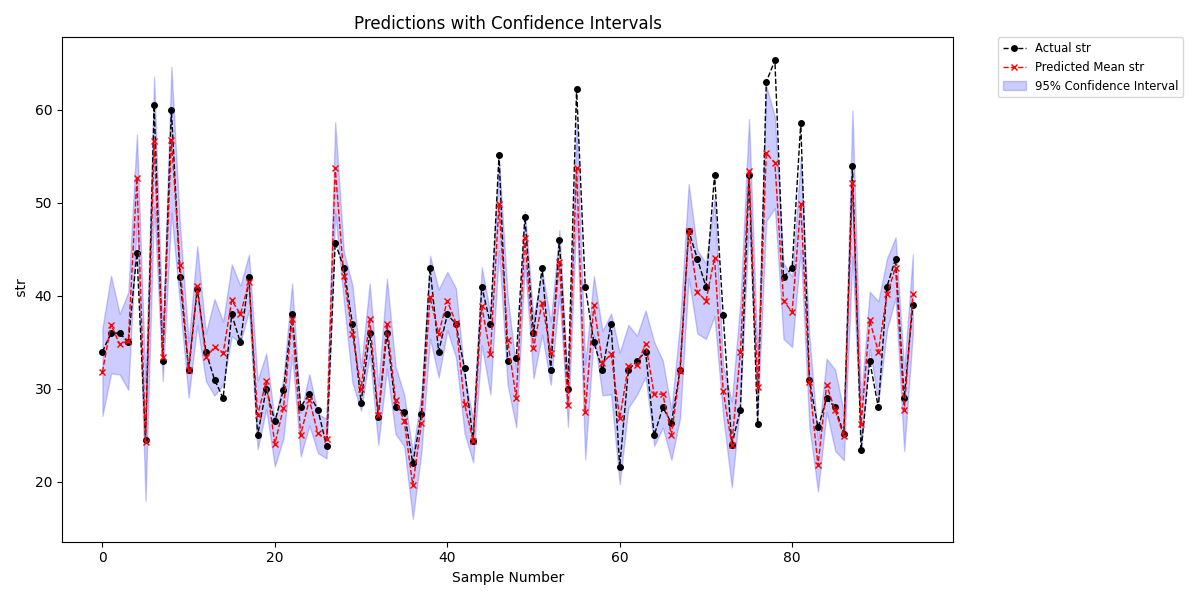 Predictions with Confidence Intervals
Actual str
Predicted Mean str
95% Confidence Interval
60
50
40
30
20
str
0
20
40
60
80
Sample Number